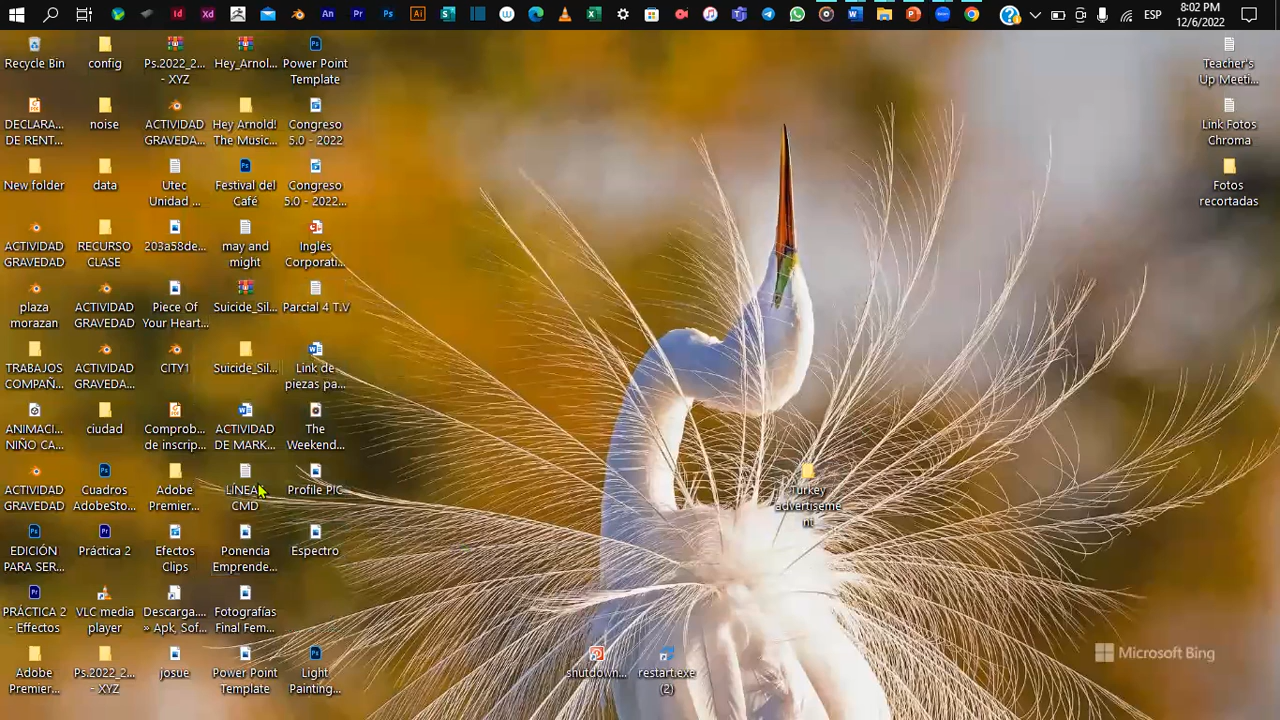 ESP
8:02 PM
12/6/2022
Recycle Bin
config
Ps.2022_2...
- XYZ
Hey_Arnol...
Power Point
Template
DECLARA...
DE RENT...
noise
ACTIVIDAD
GRAVEDA...
Hey Arnold!
The Music...
Congreso
5.0 - 2022
New folder
data
Utec
Unidad ...
Festival del
Café
Congreso
5.0 - 2022...
ACTIVIDAD
GRAVEDAD
RECURSO
CLASE
203a58de...
may and
might
Inglés
Corporati...
plaza
morazan
ACTIVIDAD
GRAVEDAD
Piece Of
Your Heart...
Suicide_Sil...
Parcial 4 T.V
TRABAJOS
COMPAÑ...
ACTIVIDAD
GRAVEDA...
CITY1
Suicide_Sil...
Link de
piezas pa...
ANIMACI...
NIÑO CA...
ciudad
Comprob...
de inscrip...
ACTIVIDAD
DE MARK...
The
Weekend...
ACTIVIDAD
GRAVEDAD
Cuadros
AdobeSto...
Adobe
Premier...
LÍNEA
CMD
Profile PIC
EDICIÓN
PARA SER...
Práctica 2
Efectos
Clips
Ponencia
Emprende...
Espectro
PRÁCTICA 2
- Efectos
VLC media
player
Descarga....
» Apk, Sof...
Fotografías
Final Fem...
Adobe
Premier...
Ps.2022_2...
- XYZ
josue
Power Point
Template
Light
Painting...
shutdown...
restart.exe
(2)
Turkey
advertiseme
nt
Teacher's
Up Meeti...
Link Fotos
Chroma
Fotos
recortadas
Microsoft Bing